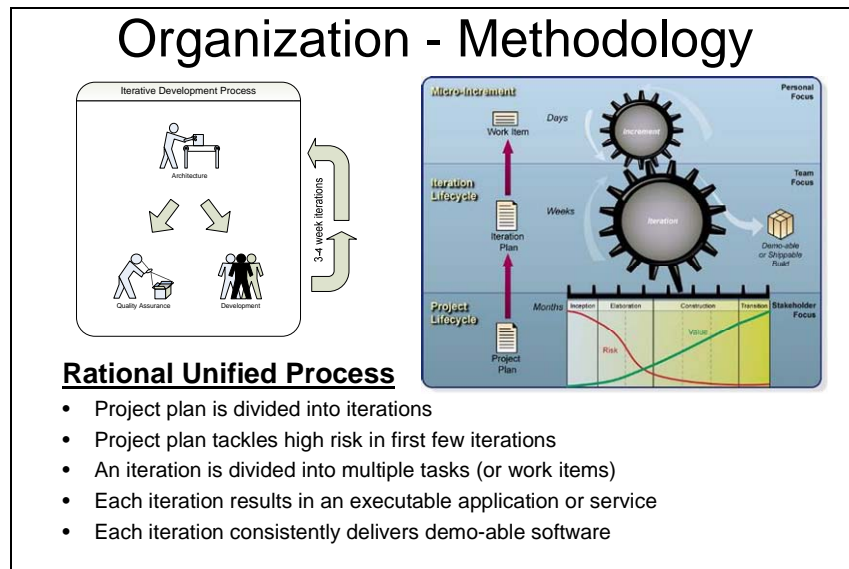 Organization - Methodology
Iterative Development Process
Architecture
Quality Assurance
Development
3-4 week iterations
Micro-Increment
Personal
Focus
Days
Work Item
Increment
Iteration
Lifecycle
Team
Focus
Weeks
Iteration
Plan
Iteration
Demo-able
or Shippable
Build
Project
Lifecycle
Months
Inception
Elaboration
Construction
Transition
Stakeholder
Focus
Risk
Value
Project
Plan
Rational Unified Process
• Project plan is divided into iterations
• Project plan tackles high risk in first few iterations
• An iteration is divided into multiple tasks (or work items)
• Each iteration results in an executable application or service
• Each iteration consistently delivers demo-able software